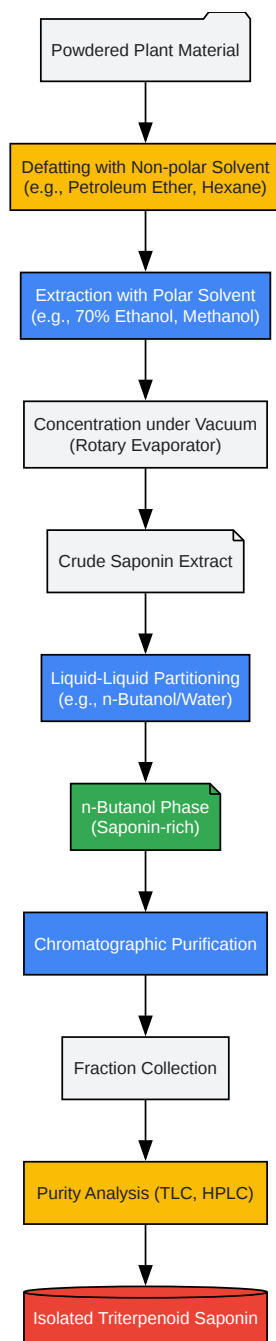 Powdered Plant Material
Defatting with Non-polar Solvent
(e.g., Petroleum Ether, Hexane)
Extraction with Polar Solvent
(e.g., 70% Ethanol, Methanol)
Concentration under Vacuum
(Rotary Evaporator)
Crude Saponin Extract
Liquid-Liquid Partitioning
(e.g., n-Butanol/Water)
n-Butanol Phase
(Saponin-rich)
Chromatographic Purification
Fraction Collection
Purity Analysis (TLC, HPLC)
Isolated Triterpenoid Saponin